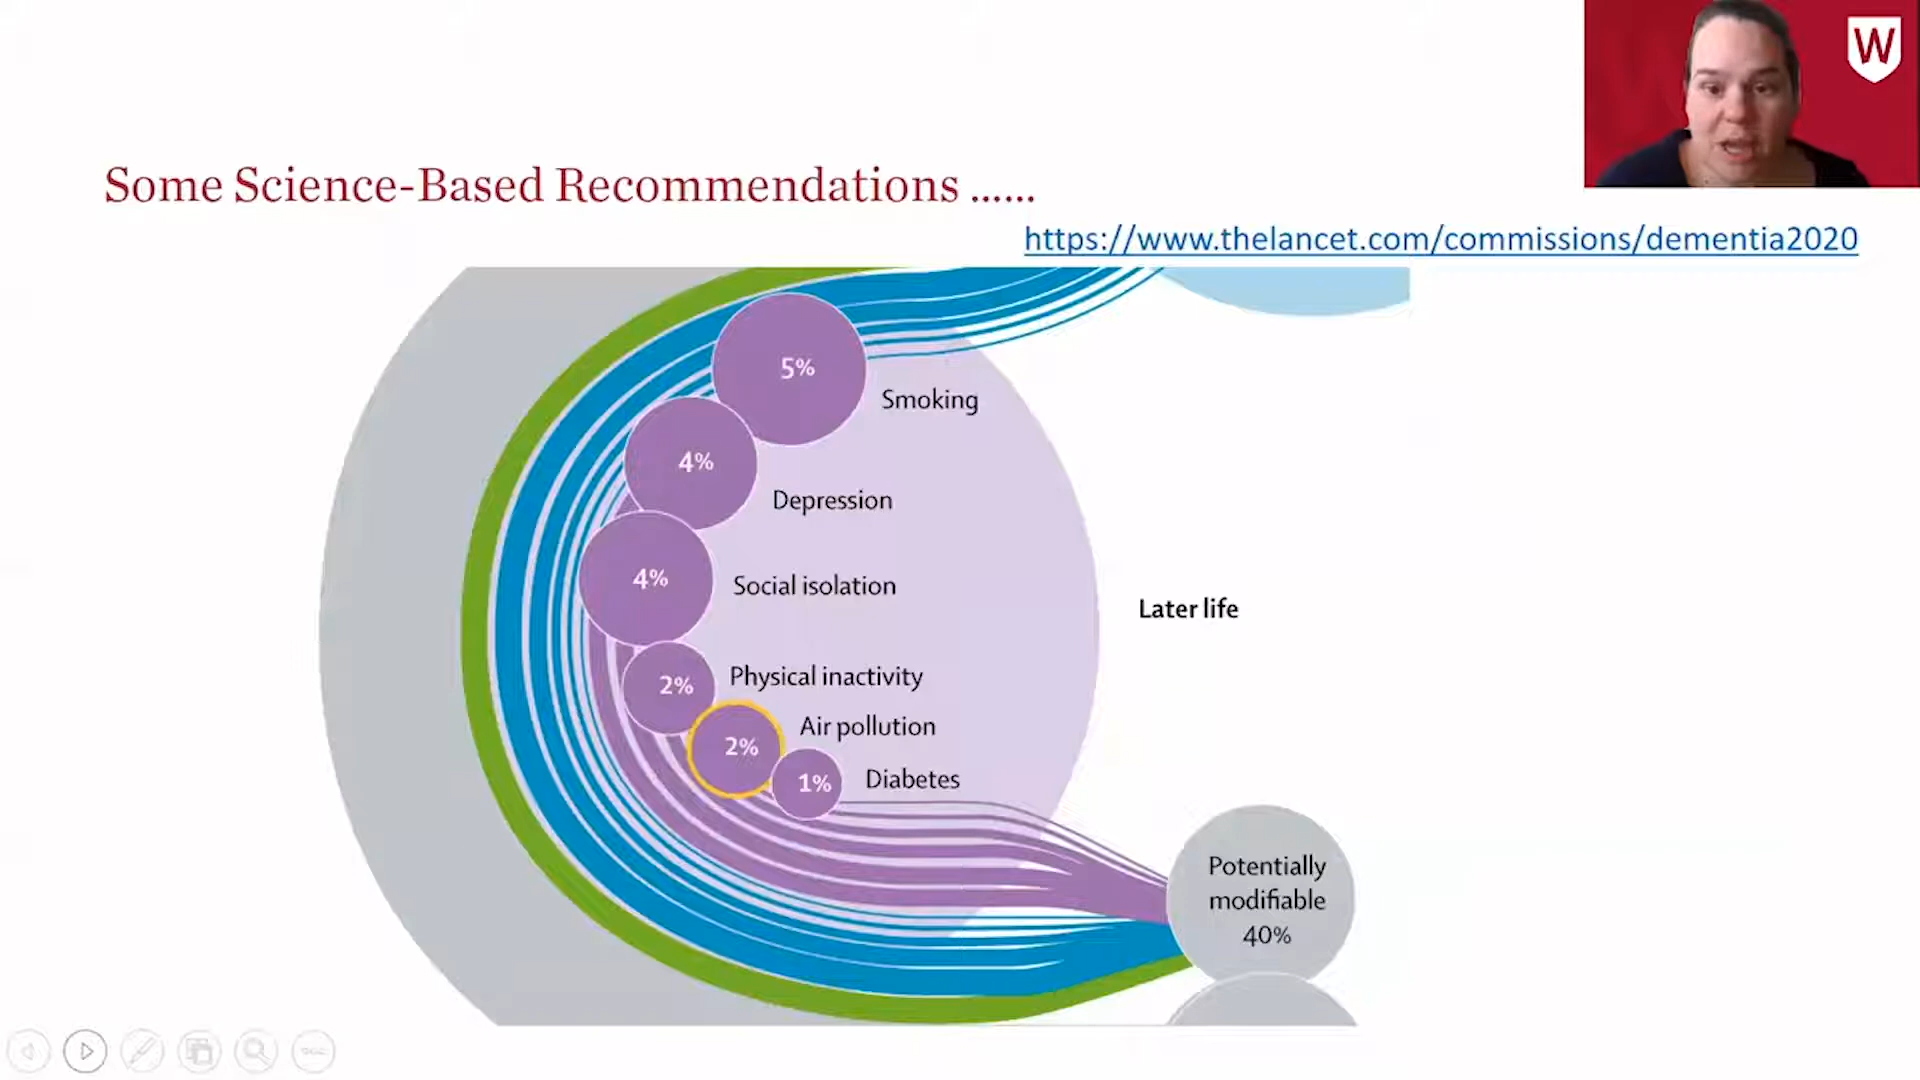 W
Some Science-Based Recommendations ......
https://www.thelancet.com/commissions/dementia2020
5%
Smoking
4%
Depression
4%
Social isolation
Later life
2%
Physical inactivity
2%
Air pollution
1%
Diabetes
Potentially
modifiable
40%